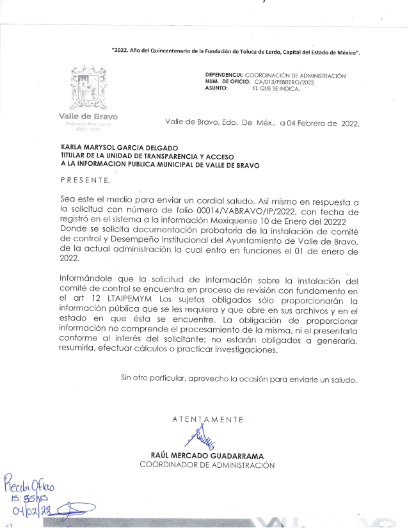 "2022. Año del Quincentenario de la Fundación de Toluca de Lerdo, Capital del Estado de México".
DEPENDENCIA: COORDINACIÓN DE ADMINISTRACIÓN
NUM. DE OFICIO: CA/013/FEBRERO/2022
ASUNTO: EL QUE SE INDICA.
Valle de Bravo
Valle de Bravo, Edo. De Méx., a 04 Febrero de 2022.
KARLA MARYSOL GARCIA DELGADO
TITULAR DE LA UNIDAD DE TRANSPARENCIA Y ACCESO
A LA INFORMACION PUBLICA MUNICIPAL DE VALLE DE BRAVO
P R E S E N T E.
Sea este el medio para enviar un cordial saludo. Así mismo en respuesta a
la solicitud con número de folio 00014/VABRAVO/IP/2022, con fecha de
registró en el sistema a la información Mexiquense 10 de Enero del 20222
Donde se solicita documentación probatoria de la instalación de comité
de control y Desempeño Institucional del Ayuntamiento de Valle de Bravo,
de la actual administración la cual entro en funciones el 01 de enero de
2022.
Informándole que la solicitud de información sobre la instalación del
comité de control se encuentra en proceso de revisión con fundamento en
el art 12 LTAIPEMYM Los sujetos obligados sólo proporcionarán la
información pública que se les requiera y que obre en sus archivos y en el
estado en que ésta se encuentre. La obligación de proporcionar
información no comprende el procesamiento de la misma, ni el presentarla
conforme al interés del solicitante; no estarán obligados a generarla,
resumirla, efectuar cálculos o practicar investigaciones.
Sin otro particular, aprovecho la ocasión para enviarle un saludo.
A T E N T A M E N T E
RAÚL MERCADO GUADARRAMA
COORDINADOR DE ADMINISTRACIÓN
Recibi Oficio
04/02/22